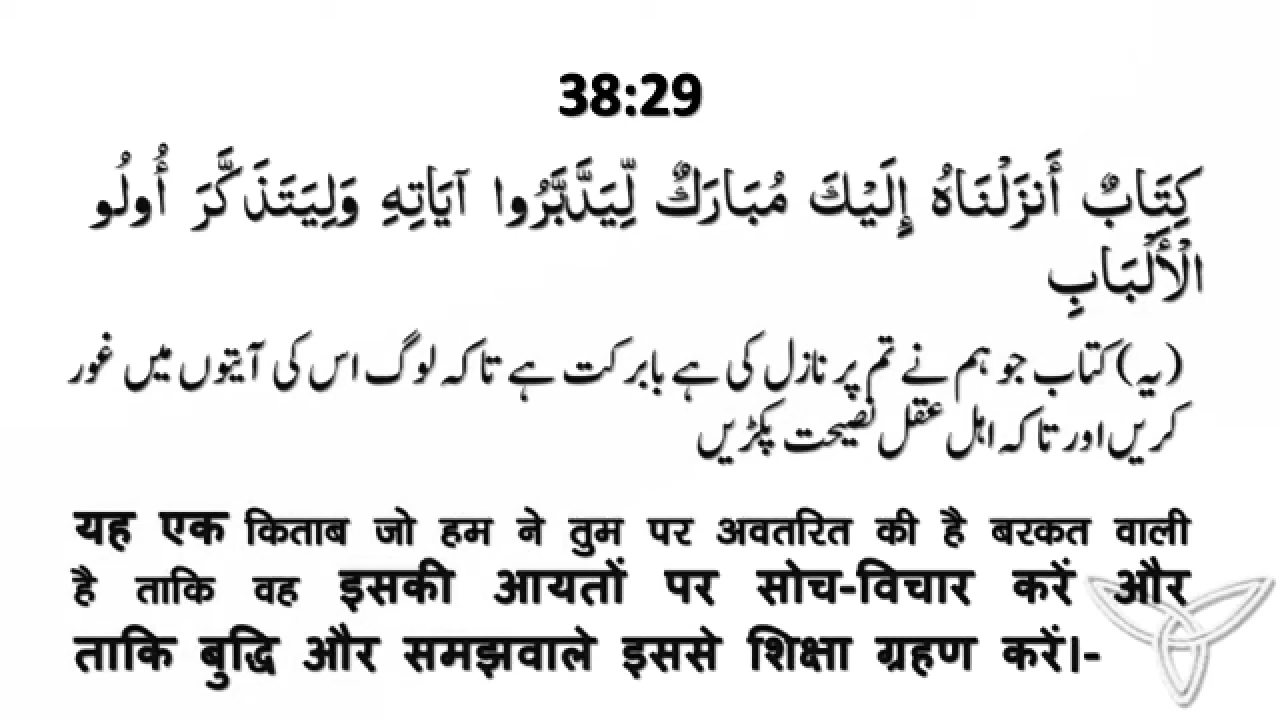 38:29
كِتَابٌ أَنزَلْنَاهُ إِلَيْكَ مُبَارَكٌ لِّيَدَّبَّرُوا آيَاتِهِ وَلِيَتَذَكَّرَ أُولُو
الْأَلْبَابِ
(یہ) کتاب جو ہم نے تم پر نازل کی ہے بابرکت ہے تاکہ لوگ اس کی آیتوں میں غور
کریں اور تاکہ اہل عقل نصیحت پکڑیں
यह एक किताब जो हम ने तुम पर अवतरित की है बरकत वाली
है ताकि वह इसकी आयतों पर सोच-विचार करें और
ताकि बुद्धि और समझवाले इससे शिक्षा ग्रहण करें।-